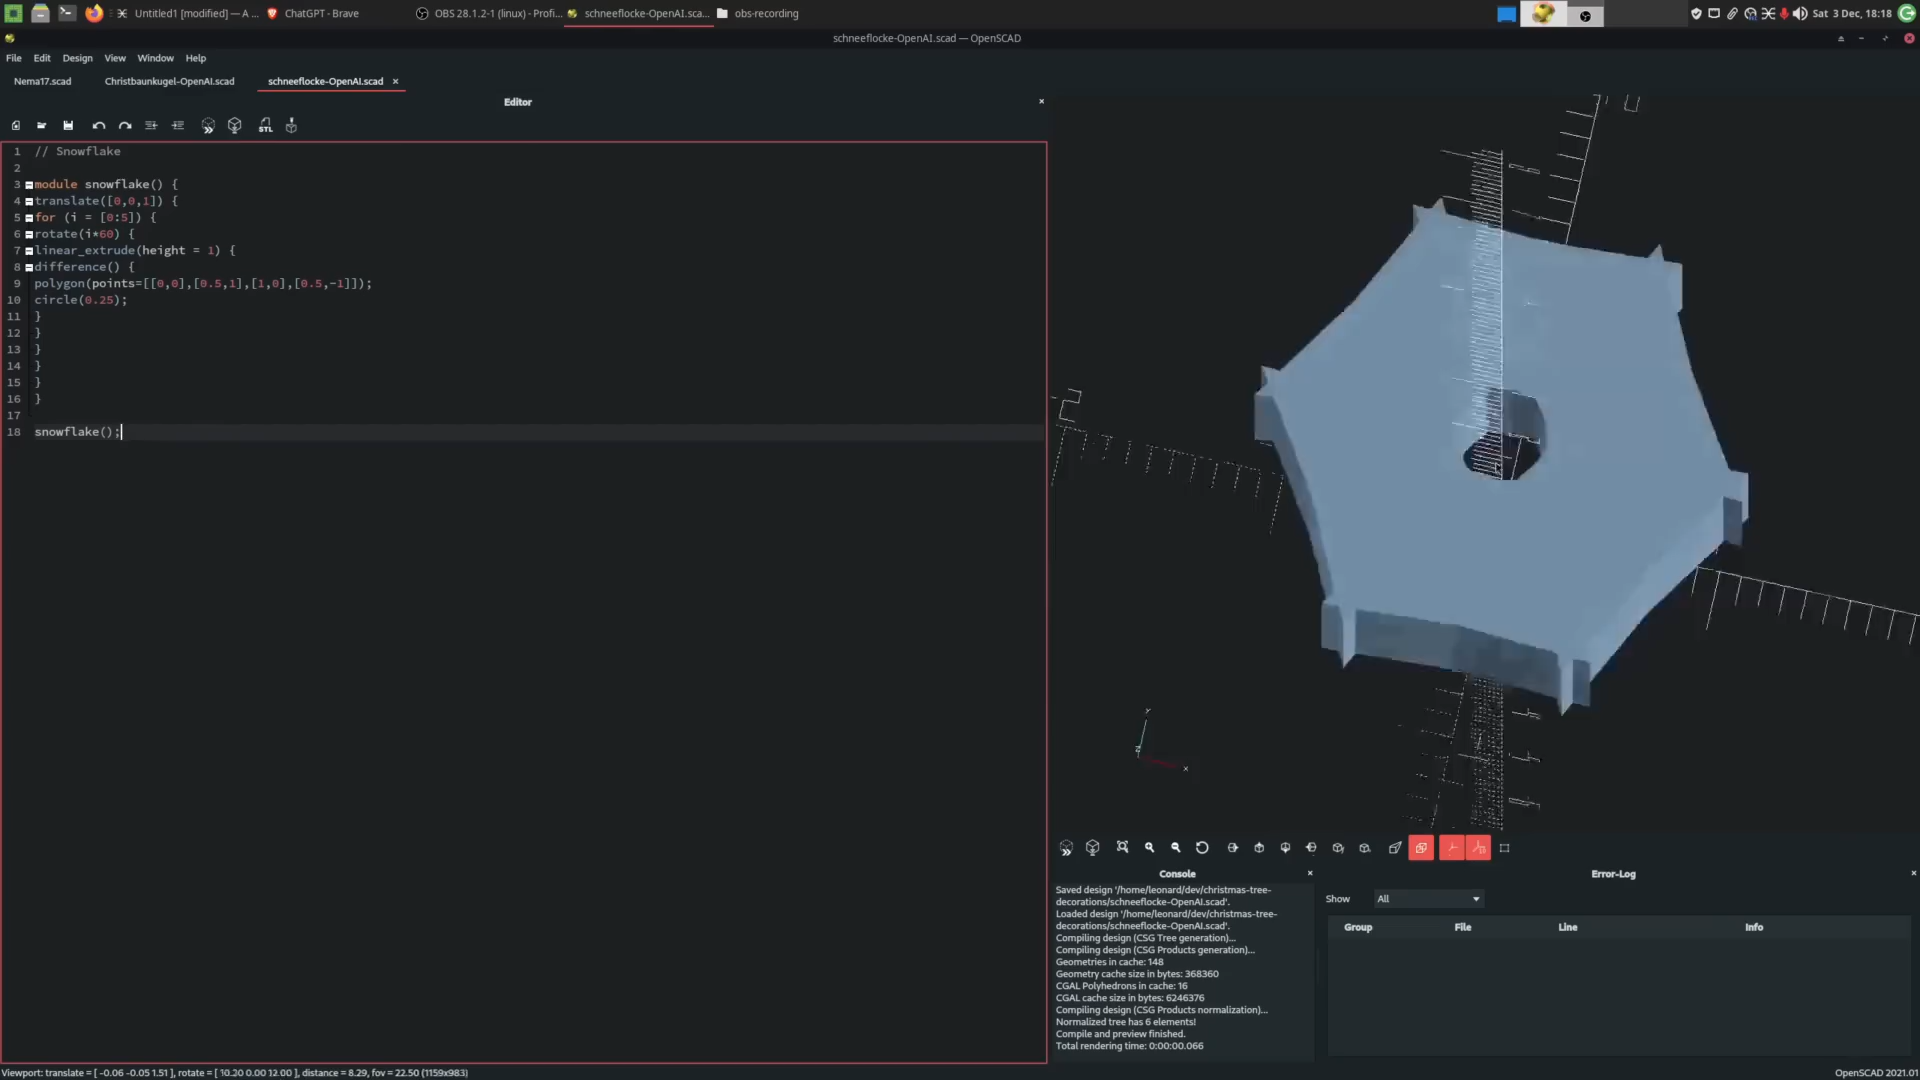 Untitled1 [modified] — A ...
ChatGPT - Brave
OBS 28.1.2-1 (linux) - Profi...
schneeflocke-OpenAI.sca...
obs-recording
Sat 3 Dec, 18:18
schneeflocke-OpenAI.scad — OpenSCAD
File Edit Design View Window Help
Nema17.scad Christbaunkugel-OpenAI.scad schneeflocke-OpenAI.scad
Editor
STL
1 // Snowflake
2
3 module snowflake() {
4 translate([0,0,1]) {
5 for (i = [0:5]) {
6 rotate(i*60) {
7 linear_extrude(height = 1) {
8 difference() {
9 polygon(points=[[0,0],[0.5,1],[1,0],[0.5,-1]]);
10 circle(0.25);
11 }
12 }
13 }
14 }
15 }
16 }
17
18 snowflake();
Y
Z
x
Console
Saved design '/home/leonard/dev/christmas-tree-
decorations/schneeflocke-OpenAI.scad'.
Loaded design '/home/leonard/dev/christmas-tree-
decorations/schneeflocke-OpenAI.scad'.
Compiling design (CSG Tree generation)...
Compiling design (CSG Products generation)...
Geometries in cache: 148
Geometry cache size in bytes: 368360
CGAL Polyhedrons in cache: 16
CGAL cache size in bytes: 6246376
Compiling design (CSG Products normalization)...
Normalized tree has 6 elements!
Compile and preview finished.
Total rendering time: 0:00:00.066
Error-Log
Show All
Group File Line Info
Viewport: translate = [ -0.06 -0.05 1.51 ], rotate = [ 10.20 0.00 12.00 ], distance = 8.29, fov = 22.50 (1159x983)
OpenSCAD 2021.01